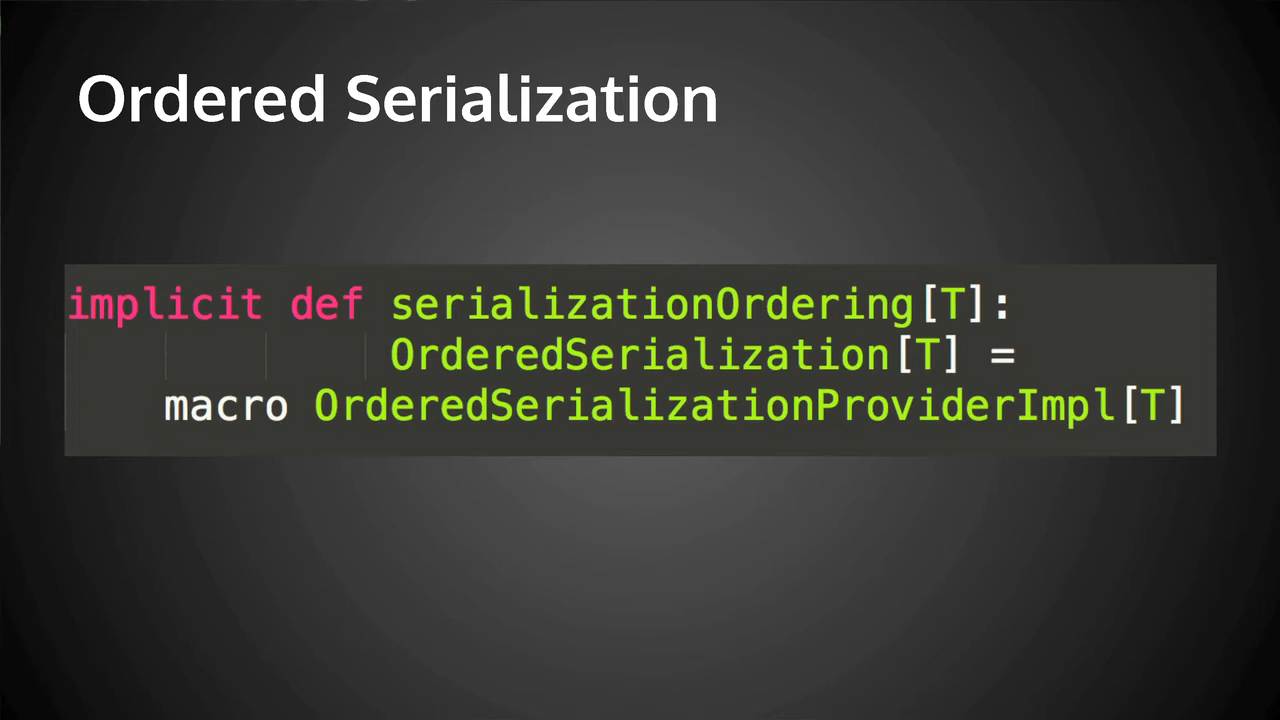 Ordered Serialization
implicit def serializationOrdering[T]:
OrderedSerialization[T] =
macro OrderedSerializationProviderImpl[T]